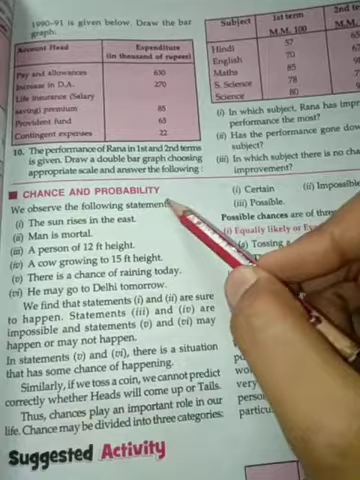 1990–91 is given below. Draw the bar
graph.
Account Head Expenditure
(in thousand of rupees)
Pay and allowances 630
Increase in D.A. 270
Life insurance (Salary
saving) premium 85
Provident fund 65
Contingent expenses 22
10. The performance of Rana in 1st and 2nd terms
is given. Draw a double bar graph choosing
appropriate scale and answer the following :
CHANCE AND PROBABILITY
We observe the following statements
(i) The sun rises in the east.
(ii) Man is mortal.
(iii) A person of 12 ft height.
(iv) A cow growing to 15 ft height.
(v) There is a chance of raining today.
(vi) He may go to Delhi tomorrow.
We find that statements (i) and (ii) are sure
to happen. Statements (iii) and (iv) are
impossible and statements (v) and (vi) may
happen or may not happen.
In statements (v) and (vi), there is a situation
that has some chance of happening.
Similarly, if we toss a coin, we cannot predict
correctly whether Heads will come up or Tails.
Thus, chances play an important role in our
life. Chance may be divided into three categories:
Suggested Activity
Subject 1st term 2nd
M.M. 100 M.M.
Hindi 57 65
English 70
Maths 85
S. Science 78
Science 80
(i) In which subject, Rana has
performance the most?
(ii) Has the performance gone
subject?
(iii) In which subject there is no
improvement?
(i) Certain (ii)
(iii) Possible.
Possible chances are of
(i) Equally likely or
(a) Tossing a
very
particu